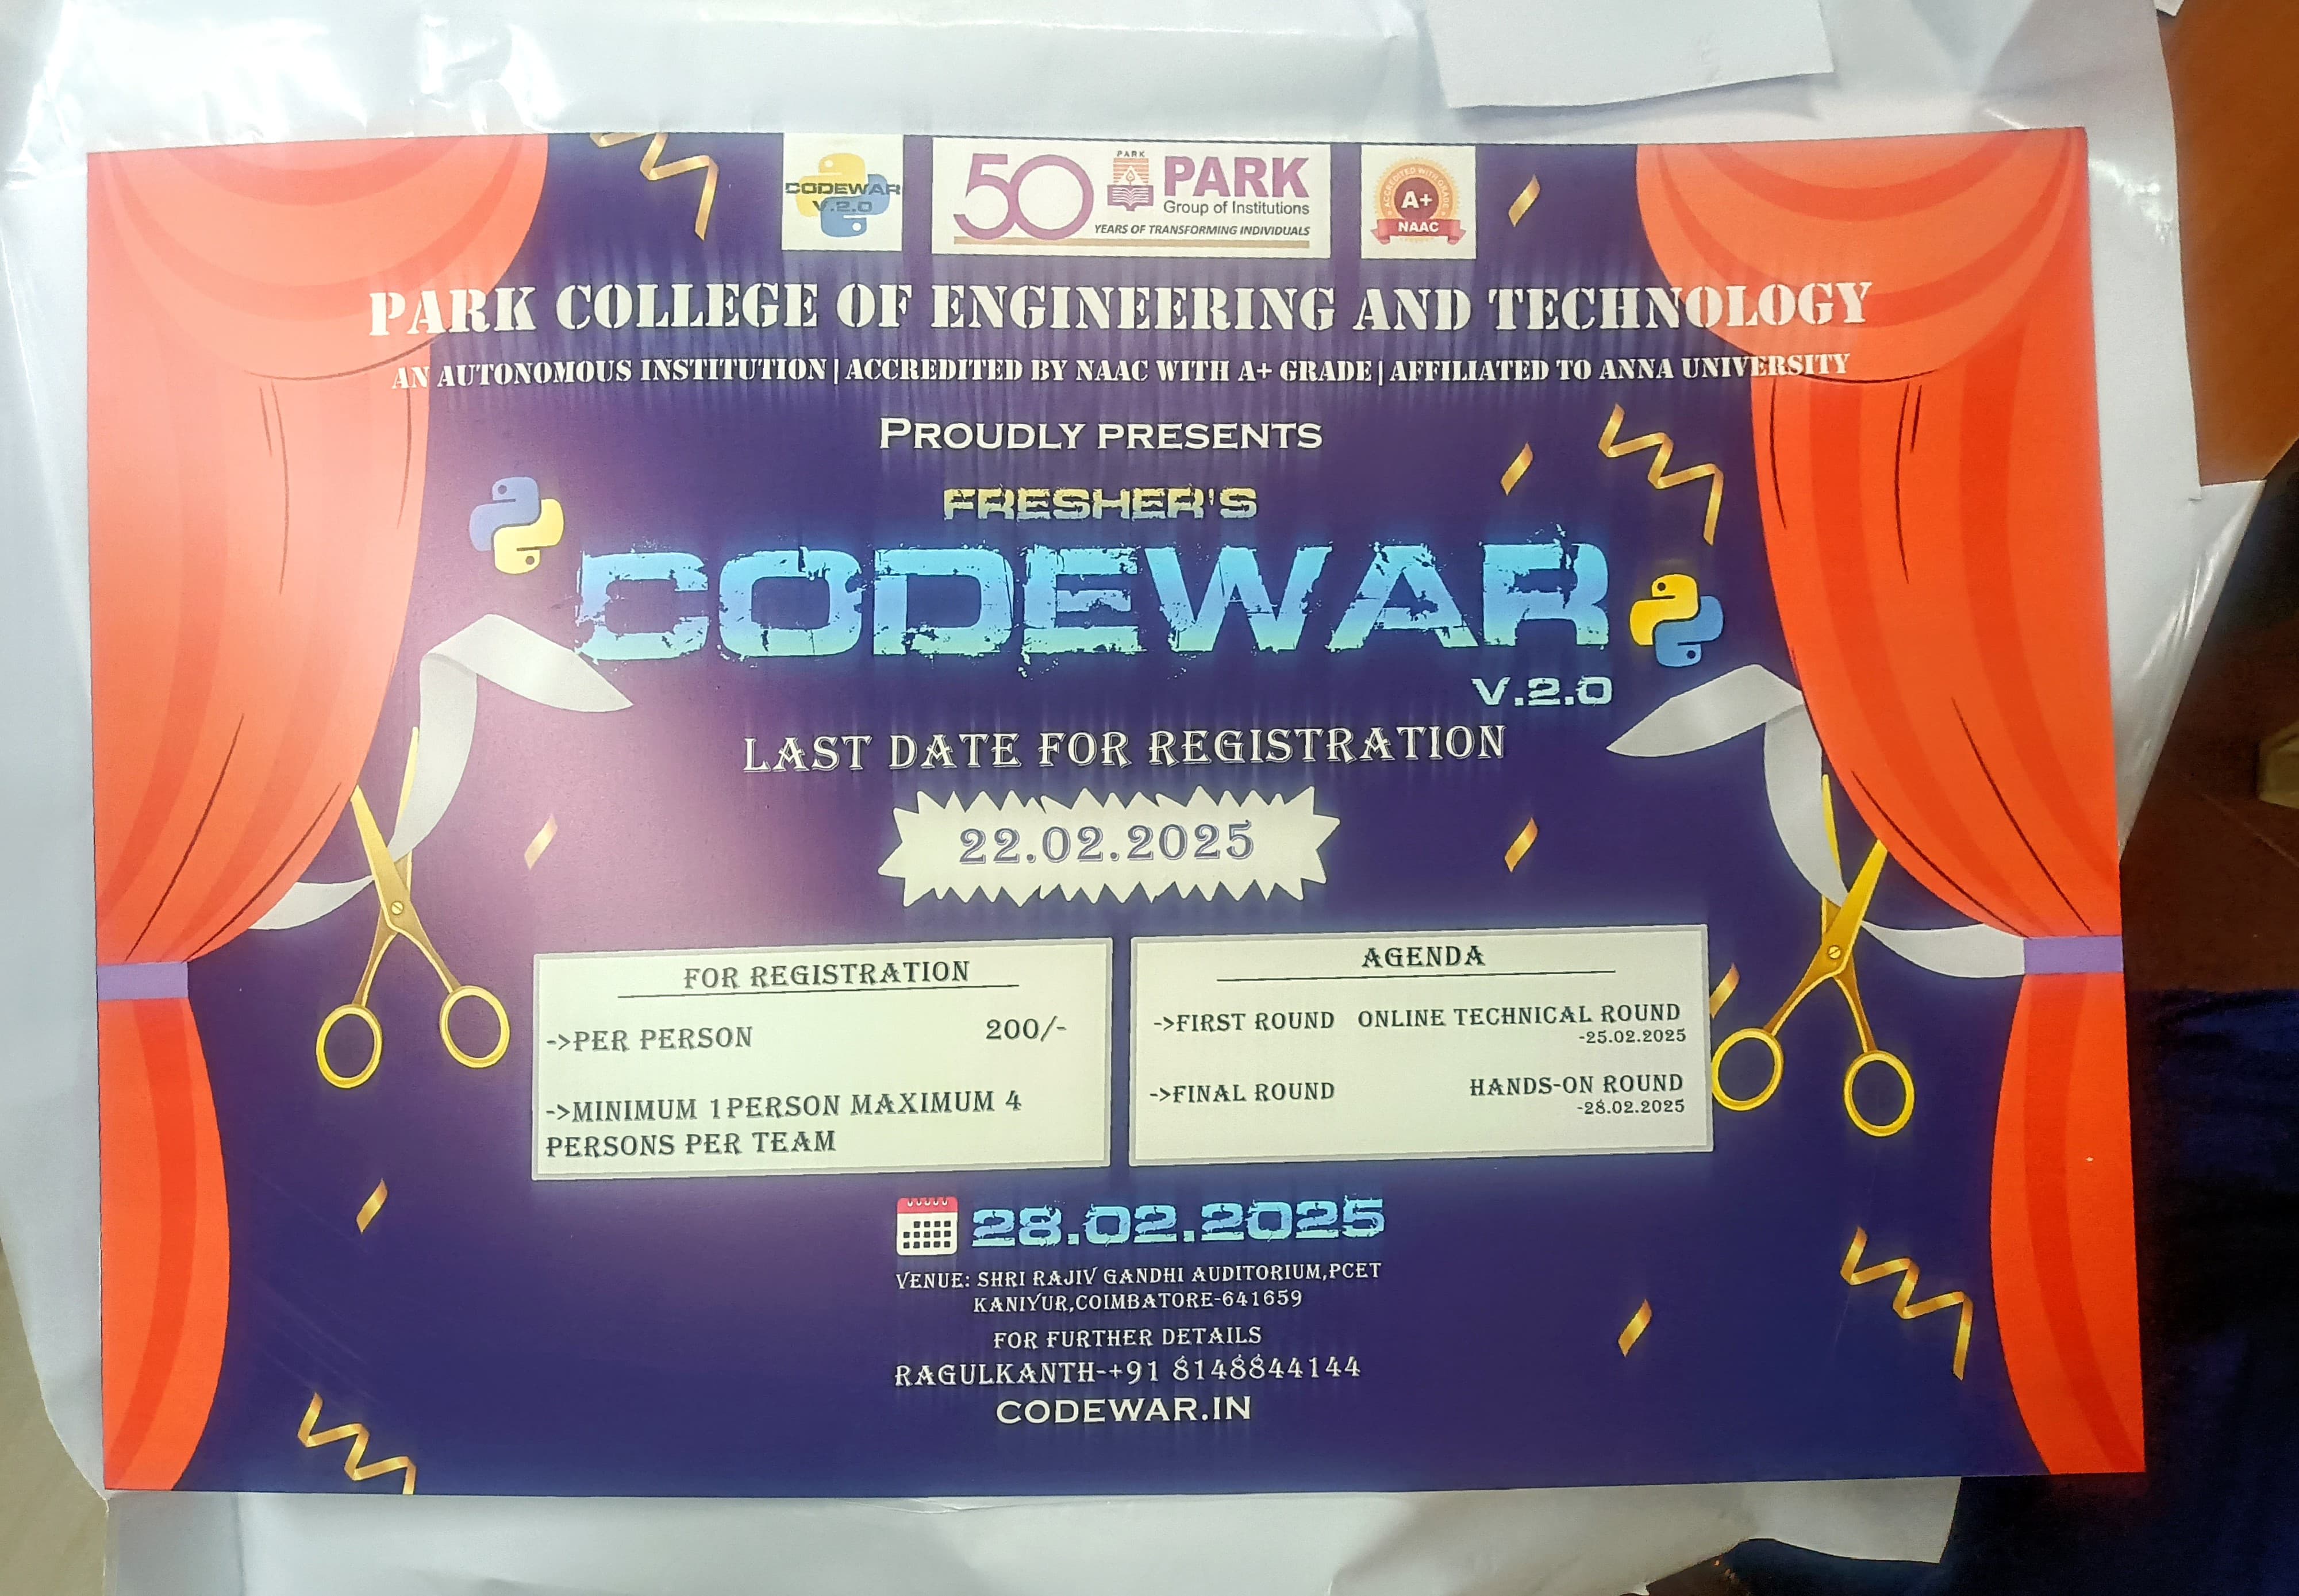 CODEWAR
V.2.0
50
PARK
PARK
Group of Institutions
YEARS OF TRANSFORMING INDIVIDUALS
ACCREDITED WITH GRADE
A+
NAAC
PARK COLLEGE OF ENGINEERING AND TECHNOLOGY
AN AUTONOMOUS INSTITUTION | ACCREDITED BY NAAC WITH A+ GRADE | AFFILIATED TO ANNA UNIVERSITY
PROUDLY PRESENTS
FRESHER'S
CODEWAR
V.2.0
LAST DATE FOR REGISTRATION
22.02.2025
FOR REGISTRATION
->PER PERSON 200/-
->MINIMUM 1PERSON MAXIMUM 4
PERSONS PER TEAM
AGENDA
->FIRST ROUND ONLINE TECHNICAL ROUND
-25.02.2025
->FINAL ROUND HANDS-ON ROUND
-28.02.2025
28.02.2025
VENUE: SHRI RAJIV GANDHI AUDITORIUM,PCET
KANIYUR,COIMBATORE-641659
FOR FURTHER DETAILS
RAGULKANTH-+91 8148844144
CODEWAR.IN